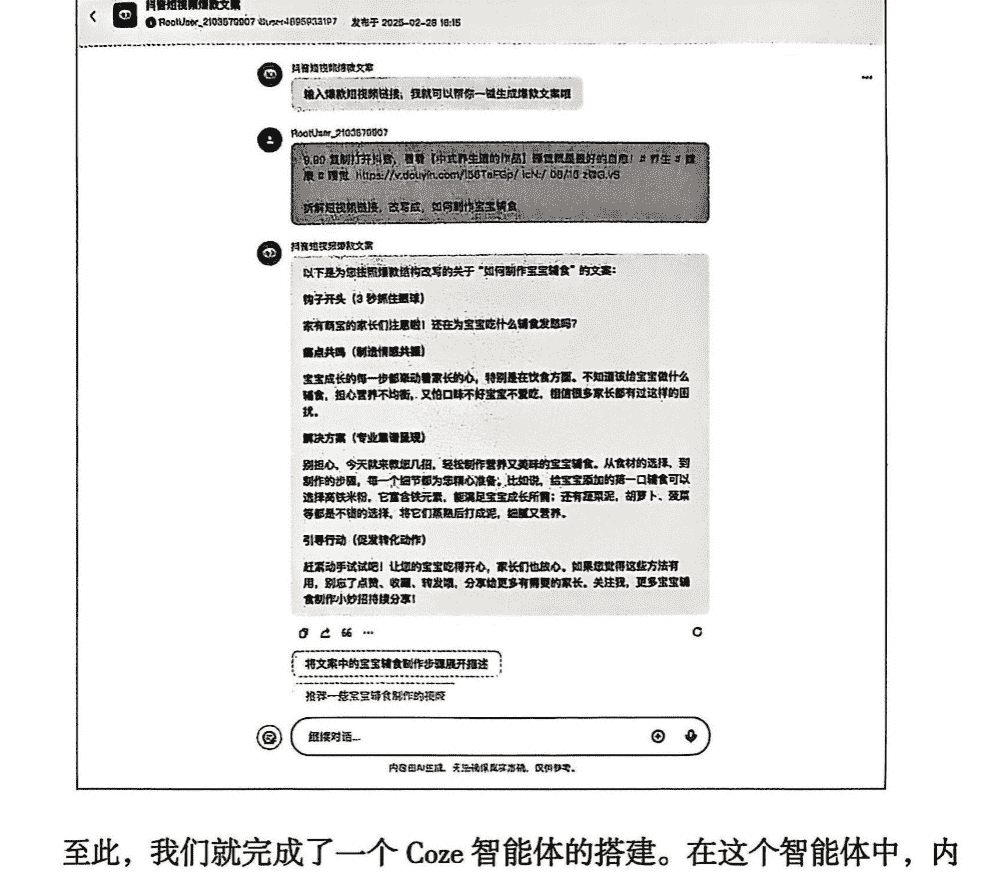 抖音短视频爆款文案
RootUser_2103579907 @user4695933197 发布于 2025-02-28 16:15
抖音短视频爆款文案
输入爆款短视频链接，我就可以帮你一键生成爆款文案哦
RootUser_2103579907
9.99 复制打开抖音，看看【中式养生道的作品】睡觉就是最好的自愈！# 养生 # 健
康 # 睡觉 https://v.douyin.com/
拆解短视频链接，改写成，如何制作宝宝辅食
抖音短视频爆款文案
以下是为您按照爆款结构改写的关于“如何制作宝宝辅食”的文案：
钩子开头（3 秒抓住眼球）
家有萌宝的家长们注意啦！还在为宝宝吃什么辅食发愁吗？
痛点共鸣（制造情感共振）
宝宝成长的每一步都牵动着家长的心，特别是在饮食方面。不知道该给宝宝做什么
辅食，担心营养不均衡，又怕口味不好宝宝不爱吃，相信很多家长都有过这样的困
扰。
解决方案（专业靠谱呈现）
别担心，今天就来教您几招，轻松制作营养又美味的宝宝辅食。从食材的选择，到
制作的步骤，每一个细节都为您精心准备。比如说，给宝宝添加的第一口辅食可以
选择高铁米粉，它富含铁元素，能满足宝宝成长所需；还有蔬菜泥，胡萝卜、菠菜
等都是不错的选择，将它们蒸熟后打成泥，细腻又营养。
引导行动（促发转化动作）
赶紧动手试试吧！让您的宝宝吃得开心，家长们也放心。如果您觉得这些方法有
用，别忘了点赞、收藏、转发哦，分享给更多有需要的家长。关注我，更多宝宝辅
食制作小妙招持续分享！
将文案中的宝宝辅食制作步骤展开描述
推荐一些宝宝辅食制作的视频
继续对话...
内容由AI生成，无法确保真实准确，仅供参考。
至此，我们就完成了一个 Coze 智能体的搭建。在这个智能体中，内